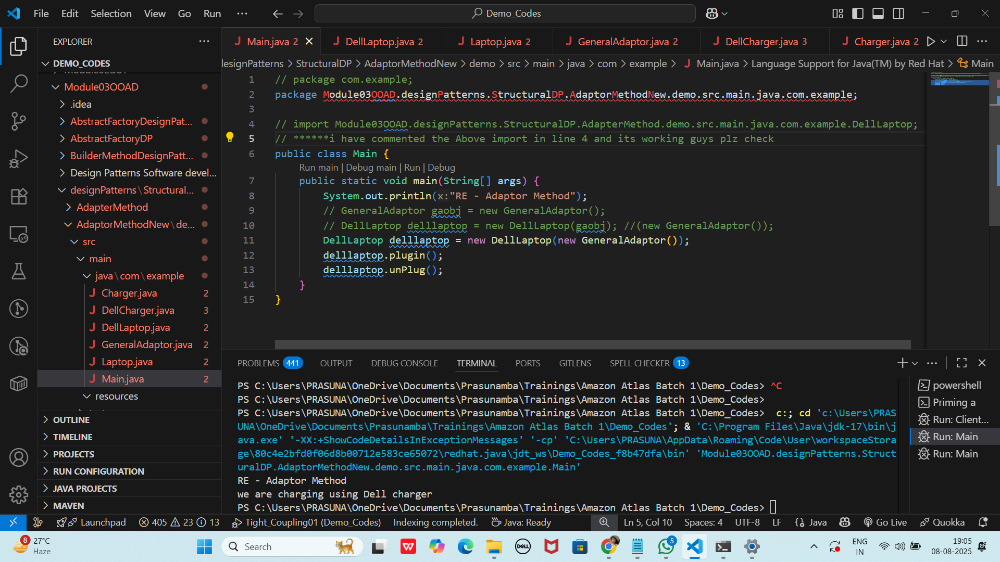 File Edit Selection View Go Run ···
Demo_Codes
EXPLORER
DEMO_CODES
Module03OOAD
.idea
AbstractFactoryDesignPat...
AbstractFactoryDP
BuilderMethodDesignPatt...
Design Patterns Software devel...
designPatterns\Structural...
AdapterMethod
AdaptorMethodNew\de...
src
main
java\com\example
Charger.java 2
DellCharger.java 3
DellLaptop.java 2
GeneralAdaptor.java 2
Laptop.java 2
Main.java 2
resources
OUTLINE
TIMELINE
PROJECTS
RUN CONFIGURATION
JAVA PROJECTS
MAVEN
Main.java 2 DellLaptop.java 2 Laptop.java 2 GeneralAdaptor.java 2 DellCharger.java 3 Charger.java 2
lesignPatterns > StructuralDP > AdaptorMethodNew > demo > src > main > java > com > example > Main.java > Language Support for Java(TM) by Red Hat > Main
1 // package com.example;
2 package Module03OOAD.designPatterns.StructuralDP.AdaptorMethodNew.demo.src.main.java.com.example;
3
4 // import Module03OOAD.designPatterns.StructuralDP.AdapterMethod.demo.src.main.java.com.example.DellLaptop;
5 // ******i have commented the Above import in line 4 and its working guys plz check
6 public class Main {
Run main | Debug main | Run | Debug
7 public static void main(String[] args) {
8 System.out.println(x:"RE - Adaptor Method");
9 // GeneralAdaptor gaobj = new GeneralAdaptor();
10 // DellLaptop delllaptop = new DellLaptop(gaobj); //(new GeneralAdaptor());
11 DellLaptop delllaptop = new DellLaptop(new GeneralAdaptor());
12 delllaptop.plugin();
13 delllaptop.unPlug();
14 }
15 }
PROBLEMS 441 OUTPUT DEBUG CONSOLE TERMINAL PORTS GITLENS SPELL CHECKER 13
PS C:\Users\PRASUNA\OneDrive\Documents\Prasunamba\Trainings\Amazon Atlas Batch 1\Demo_Codes> ^C
PS C:\Users\PRASUNA\OneDrive\Documents\Prasunamba\Trainings\Amazon Atlas Batch 1\Demo_Codes>
PS C:\Users\PRASUNA\OneDrive\Documents\Prasunamba\Trainings\Amazon Atlas Batch 1\Demo_Codes> c:; cd 'c:\Users\PRAS
UNA\OneDrive\Documents\Prasunamba\Trainings\Amazon Atlas Batch 1\Demo_Codes'; & 'C:\Program Files\Java\jdk-17\bin\j
ava.exe' '-XX:+ShowCodeDetailsInExceptionMessages' '-cp' 'C:\Users\PRASUNA\AppData\Roaming\Code\User\workspaceStora
ge\80c4e2bfd0f06d8b00712e583ce65072\redhat.java\jdt_ws\Demo_Codes_f8b47dfa\bin' 'Module03OOAD.designPatterns.Struct
uralDP.AdaptorMethodNew.demo.src.main.java.com.example.Main'
RE - Adaptor Method
we are charging using Dell charger
PS C:\Users\PRASUNA\OneDrive\Documents\Prasunamba\Trainings\Amazon Atlas Batch 1\Demo_Codes>
powershell
Priming a
Run: Client...
Run: Main
Run: Main
Launchpad 405 23 13 Tight_Coupling01 (Demo_Codes) Indexing completed. Java: Ready Ln 5, Col 10 Spaces: 4 UTF-8 LF Java Go Live Quokka
8
27°C
Haze
Search
DELL
5
ENG
IN
19:05
08-08-2025